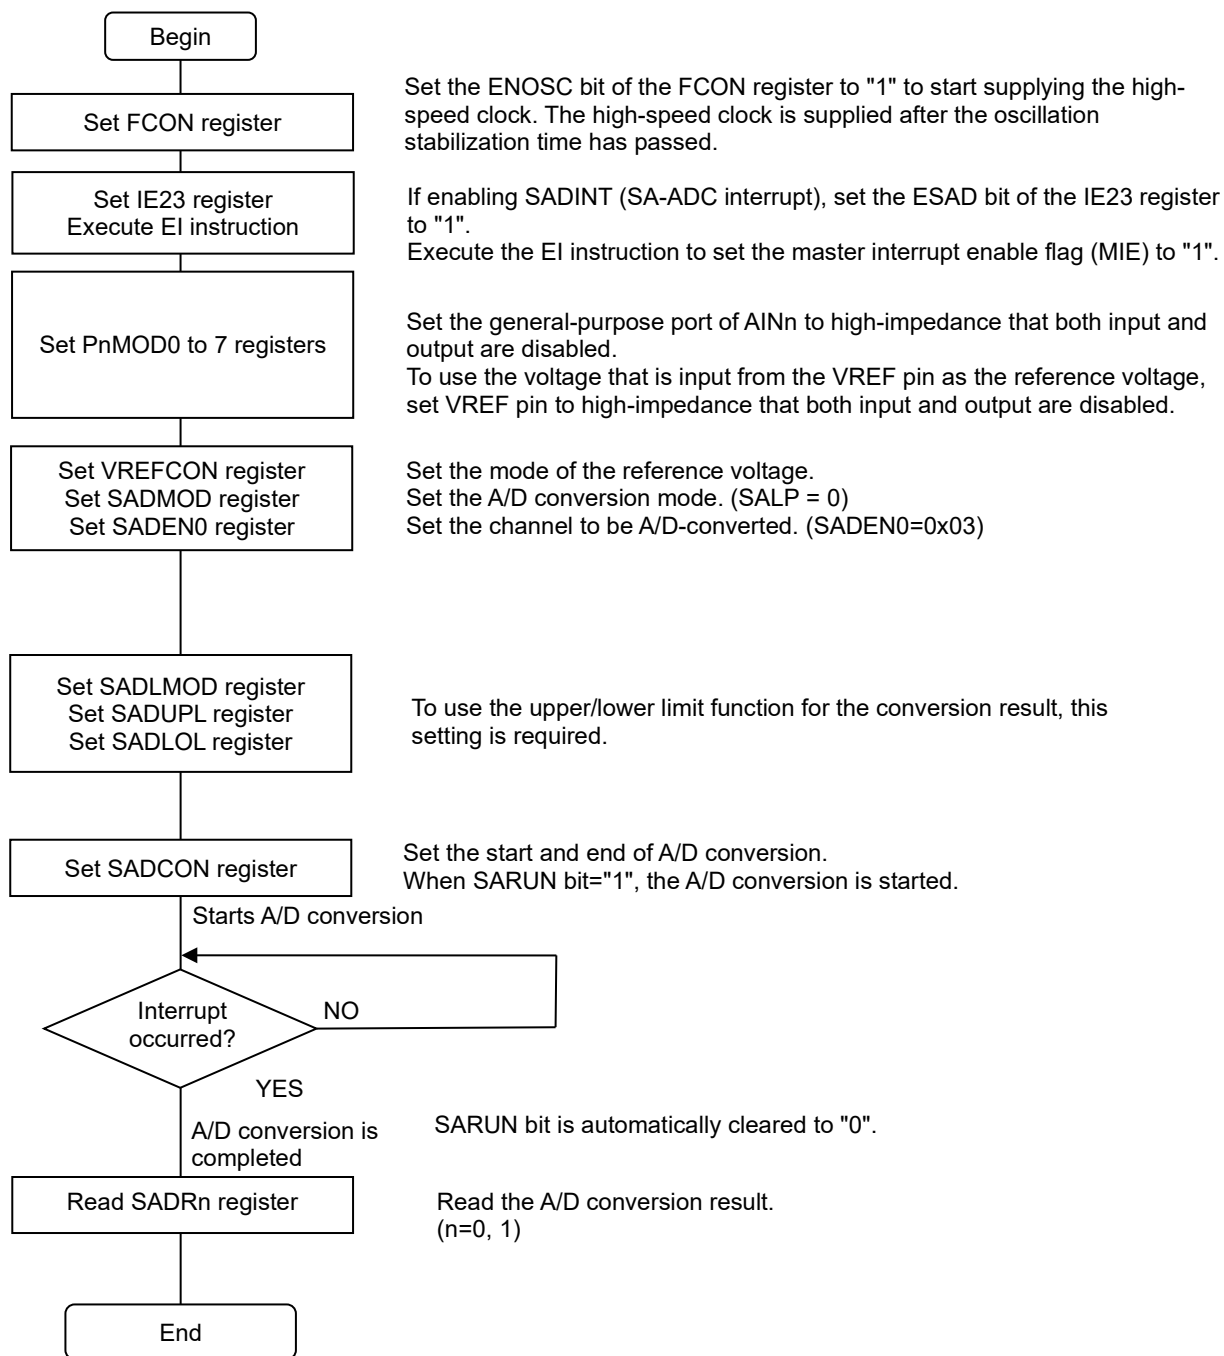 Begin
Set FCON register
Set the ENOSC bit of the FCON register to "1" to start supplying the high-
speed clock. The high-speed clock is supplied after the oscillation
stabilization time has passed.
Set IE23 register
Execute EI instruction
If enabling SADINT (SA-ADC interrupt), set the ESAD bit of the IE23 register
to "1".
Execute the EI instruction to set the master interrupt enable flag (MIE) to "1".
Set PnMOD0 to 7 registers
Set the general-purpose port of AINn to high-impedance that both input and
output are disabled.
To use the voltage that is input from the VREF pin as the reference voltage,
set VREF pin to high-impedance that both input and output are disabled.
Set VREFCON register
Set SADMOD register
Set SADEN0 register
Set the mode of the reference voltage.
Set the A/D conversion mode. (SALP = 0)
Set the channel to be A/D-converted. (SADEN0=0x03)
Set SADLMOD register
Set SADUPL register
Set SADLOL register
To use the upper/lower limit function for the conversion result, this
setting is required.
Set SADCON register
Set the start and end of A/D conversion.
When SARUN bit="1", the A/D conversion is started.
Starts A/D conversion
Interrupt
occurred?
NO
YES
A/D conversion is
completed
SARUN bit is automatically cleared to "0".
Read SADRn register
Read the A/D conversion result.
(n=0, 1)
End